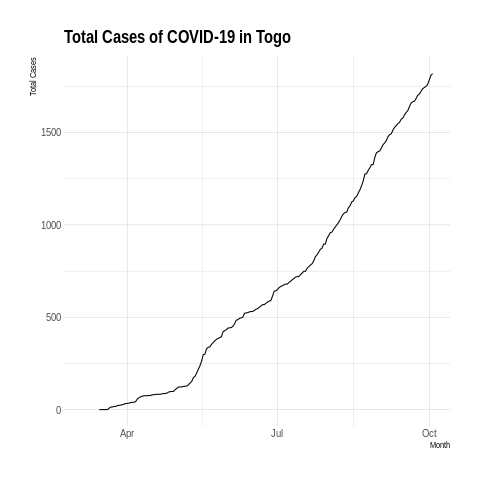 Total Cases of COVID-19 in Togo
Total Cases
1500
1000
500
0
Apr Jul Oct
Month